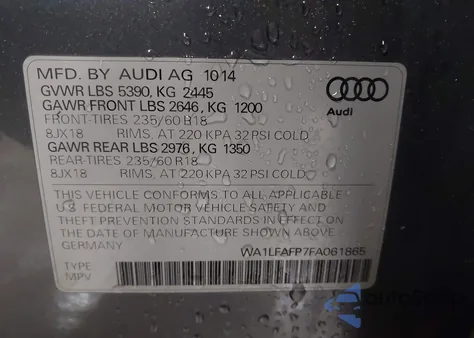 MFD. BY AUDI AG 10 14
GVWR LBS 5390, KG 2445
GAWR FRONT LBS 2646, KG 1200
FRONT-TIRES 235/60 R18
8JX18 RIMS, AT 220 KPA 32 PSI COLD
GAWR REAR LBS 2976, KG 1350
REAR-TIRES 235/60 R18
8JX18 RIMS, AT 220 KPA 32 PSI COLD.
Audi
THIS VEHICLE CONFORMS TO ALL APPLICABLE
U.S FEDERAL MOTOR VEHICLE SAFETY AND
THEFT PREVENTION STANDARDS IN EFFECT ON
THE DATE OF MANUFACTURE SHOWN ABOVE.
GERMANY WA1LFAFP7FA061865
TYPE
MPV